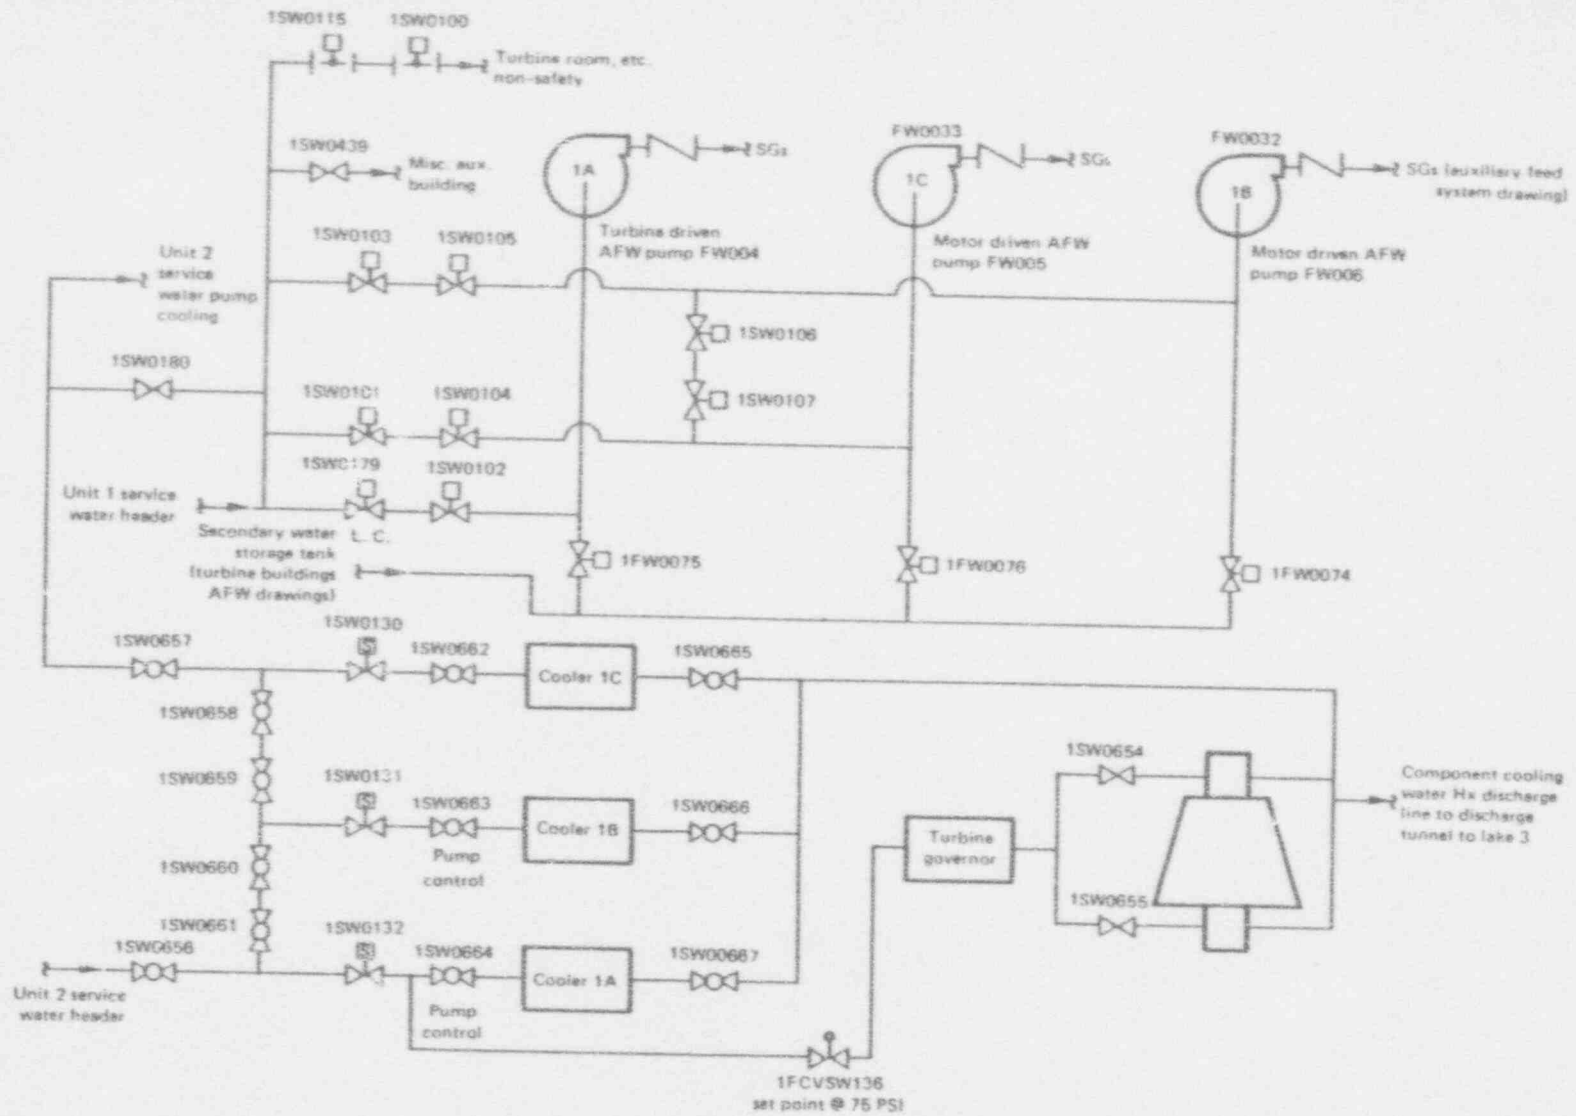 1SW0115
1SW0100
Turbine room, etc.
non-safety
1SW0439
Misc. aux.
building
1A
SGs
Turbine driven
AFW pump FW004
FW0033
1C
SGs
Motor driven AFW
pump FW005
FW0032
1B
SGs (auxiliary feed
system drawing)
Motor driven AFW
pump FW006
Unit 2
service
water pump
cooling
1SW0103
1SW0105
1SW0106
1SW0107
1SW0180
1SW0101
1SW0104
1SW0179
1SW0102
L. C.
Unit 1 service
water header
Secondary water
storage tank
(turbine buildings
AFW drawings)
1FW0075
1FW0076
1FW0074
1SW0657
1SW0130
S
1SW0662
Cooler 1C
1SW0665
1SW0658
1SW0659
1SW0131
S
1SW0663
Pump
control
Cooler 1B
1SW0666
1SW0660
1SW0661
1SW0656
Unit 2 service
water header
1SW0132
S
1SW0664
Pump
control
Cooler 1A
1SW00667
Turbine
governor
1SW0654
1SW0655
Component cooling
water Hx discharge
line to discharge
tunnel to lake 3
1FCVSW136
set point @ 75 PSI